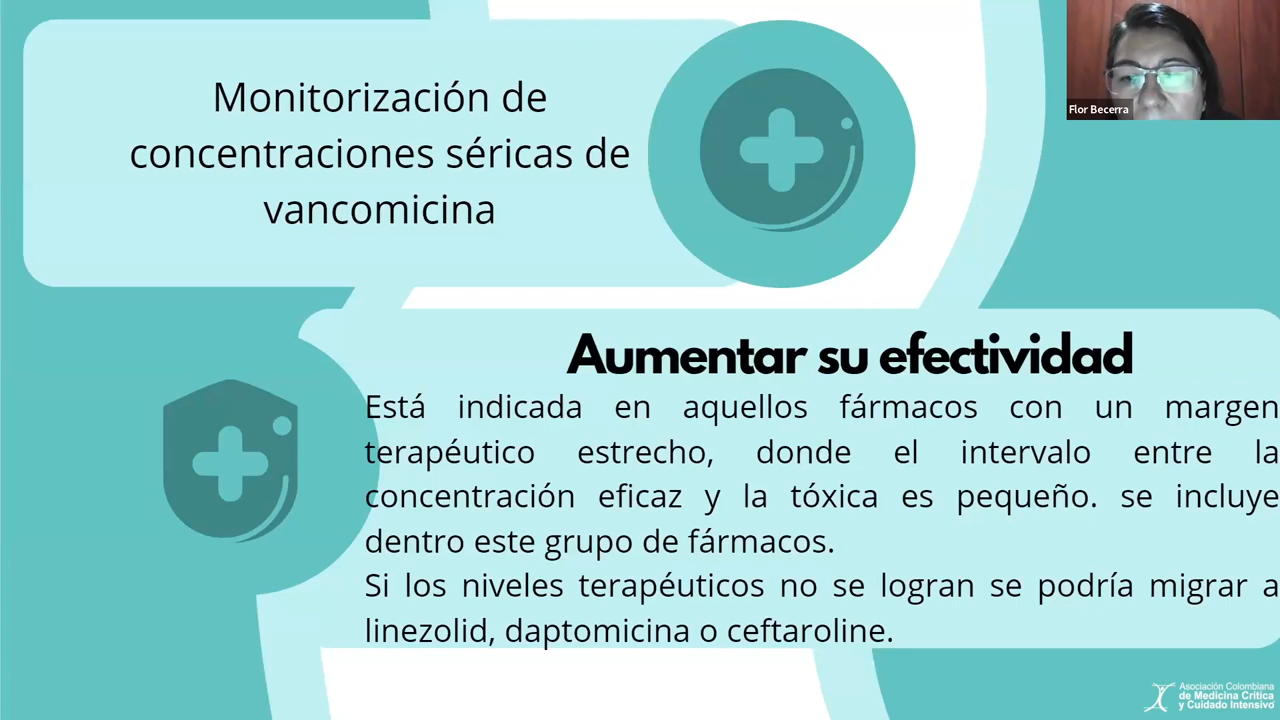 Monitorización de
concentraciones séricas de
vancomicina
Flor Becerra
Aumentar su efectividad
Está indicada en aquellos fármacos con un margen
terapéutico estrecho, donde el intervalo entre la
concentración eficaz y la tóxica es pequeño. se incluye
dentro este grupo de fármacos.
Si los niveles terapéuticos no se logran se podría migrar a
linezolid, daptomicina o ceftaroline.
Asociación Colombiana
de Medicina Crítica
y Cuidado Intensivo